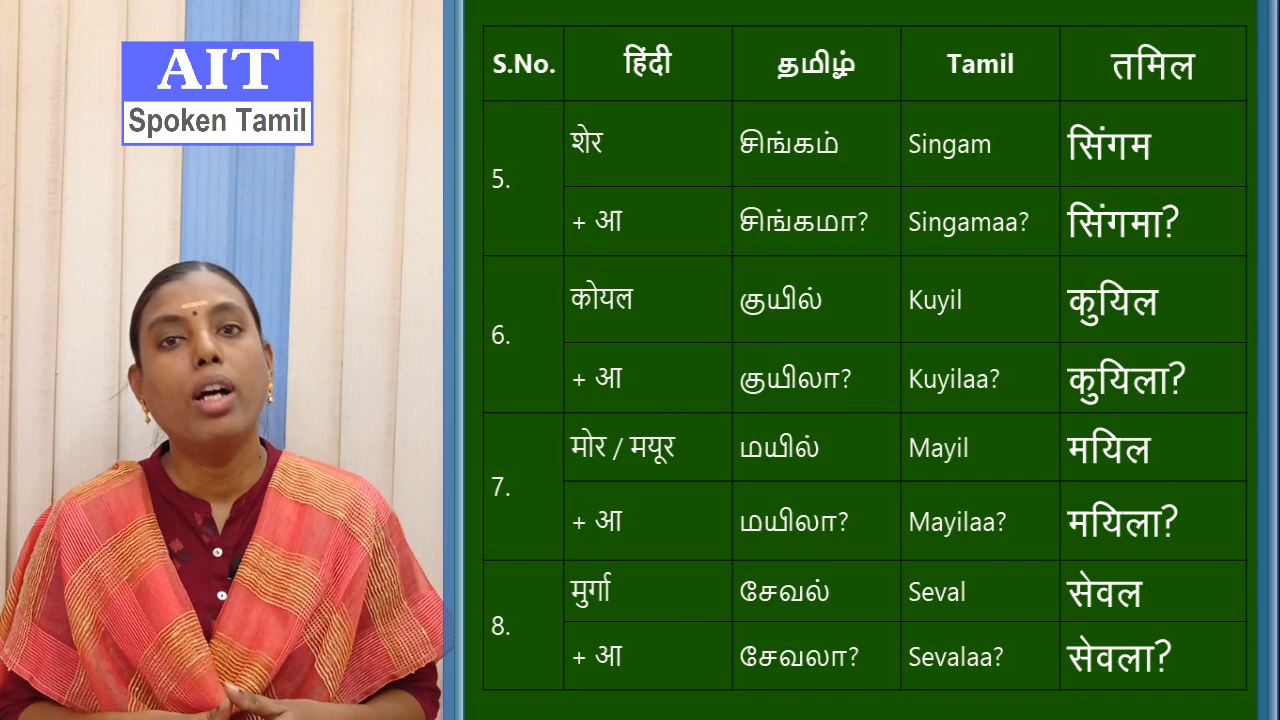 AIT
Spoken Tamil
S.No. हिंदी தமிழ் Tamil तमिल
5. शेर சிங்கம் Singam सिंगम
+ आ சிங்கமா? Singamaa? सिंगमा?
6. कोयल குயில் Kuyil कुयिल
+ आ குயிலா? Kuyilaa? कुयिला?
7. मोर / मयूर மயில் Mayil मयिल
+ आ மயிலா? Mayilaa? मयिला?
8. मुर्गा சேவல் Seval सेवल
+ आ சேவலா? Sevalaa? सेवला?